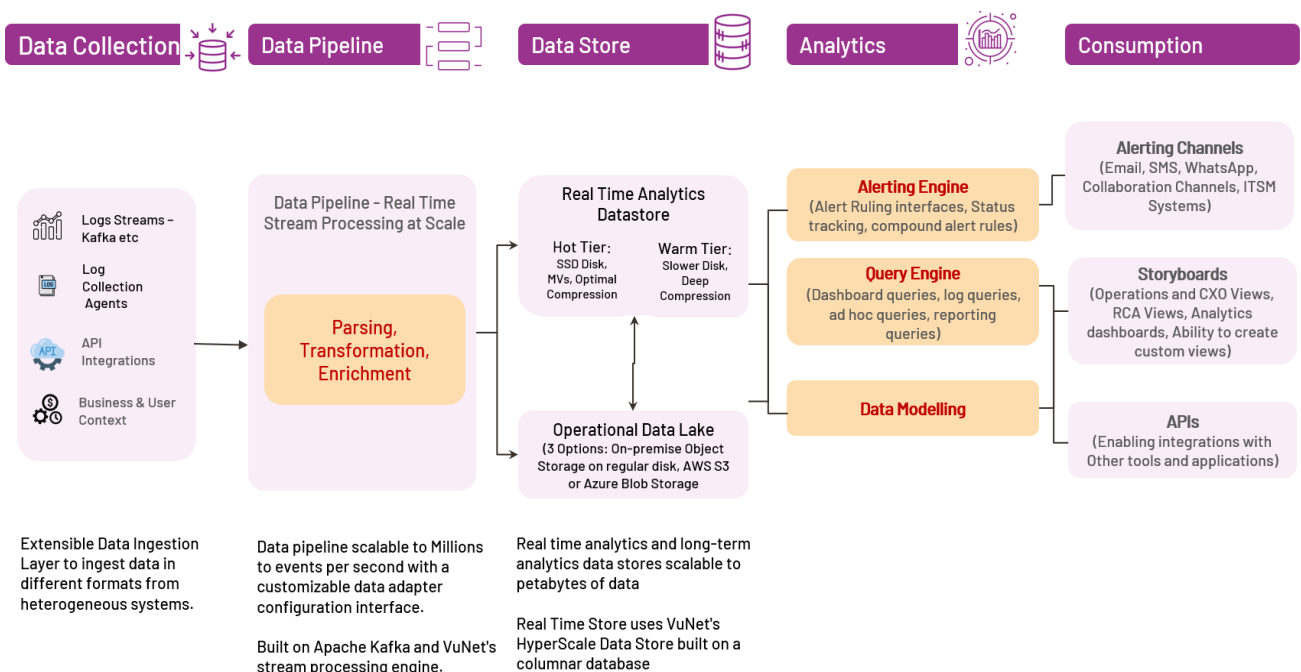 Data Collection
Data Pipeline
Data Store
Analytics
Consumption
Logs Streams –
Kafka etc
LOG
Log
Collection
Agents
API
API
Integrations
$
Business & User
Context
Data Pipeline - Real Time
Stream Processing at Scale
Parsing,
Transformation,
Enrichment
Real Time Analytics
Datastore
Hot Tier:
SSD Disk,
MVs, Optimal
Compression
Warm Tier:
Slower Disk,
Deep
Compression
Operational Data Lake
(3 Options: On-premise Object
Storage on regular disk, AWS S3
or Azure Blob Storage
Alerting Engine
(Alert Ruling interfaces, Status
tracking, compound alert rules)
Query Engine
(Dashboard queries, log queries,
ad hoc queries, reporting
queries)
Data Modelling
Alerting Channels
(Email, SMS, WhatsApp,
Collaboration Channels, ITSM
Systems)
Storyboards
(Operations and CXO Views,
RCA Views, Analytics
dashboards, Ability to create
custom views)
APIs
(Enabling integrations with
Other tools and applications)
Extensible Data Ingestion
Layer to ingest data in
different formats from
heterogeneous systems.
Data pipeline scalable to Millions
to events per second with a
customizable data adapter
configuration interface.
Built on Apache Kafka and VuNet's
stream processing engine.
Real time analytics and long-term
analytics data stores scalable to
petabytes of data
Real Time Store uses VuNet's
HyperScale Data Store built on a
columnar database